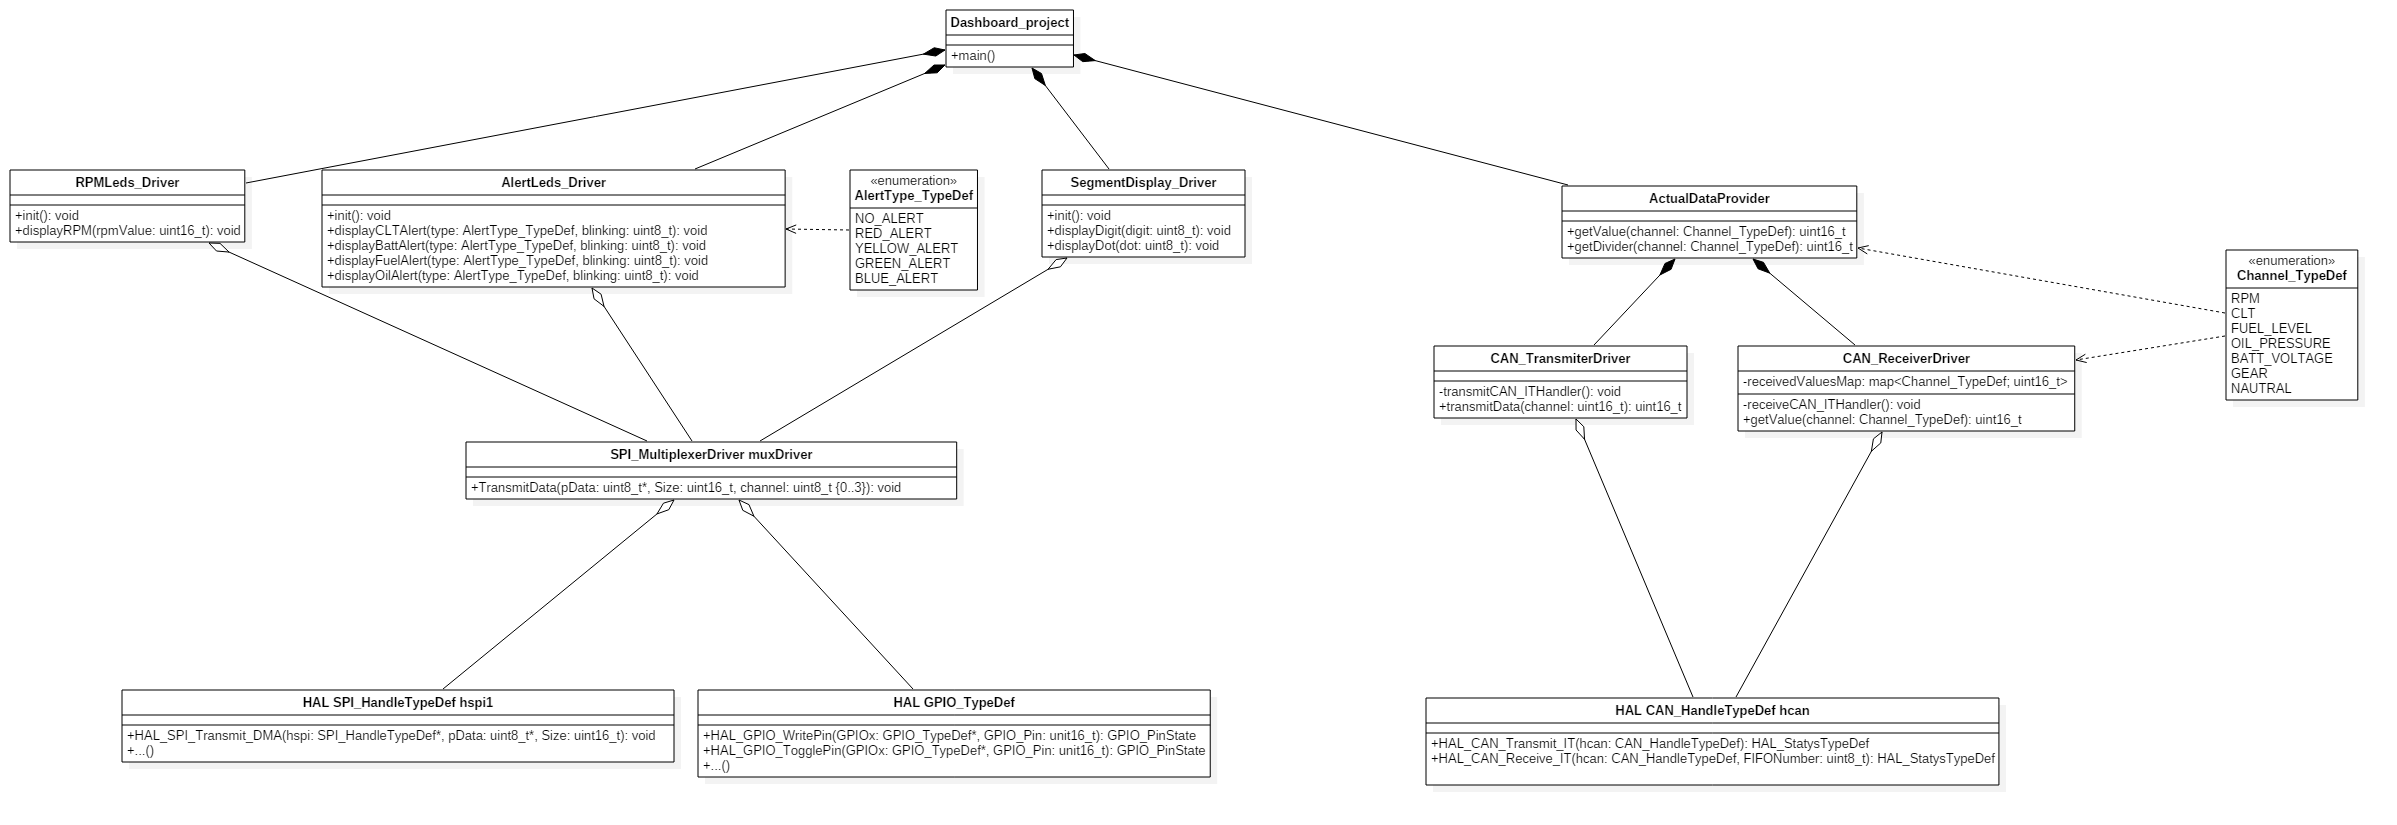 Dashboard_project
+main()
RPMLeds_Driver
+init(): void
+displayRPM(rpmValue: uint16_t): void
AlertLeds_Driver
+init(): void
+displayCLTAlert(type: AlertType_TypeDef, blinking: uint8_t): void
+displayBattAlert(type: AlertType_TypeDef, blinking: uint8_t): void
+displayFuelAlert(type: AlertType_TypeDef, blinking: uint8_t): void
+displayOilAlert(type: AlertType_TypeDef, blinking: uint8_t): void
«enumeration»
AlertType_TypeDef
NO_ALERT
RED_ALERT
YELLOW_ALERT
GREEN_ALERT
BLUE_ALERT
SegmentDisplay_Driver
+init(): void
+displayDigit(digit: uint8_t): void
+displayDot(dot: uint8_t): void
ActualDataProvider
+getValue(channel: Channel_TypeDef): uint16_t
+getDivider(channel: Channel_TypeDef): uint16_t
«enumeration»
Channel_TypeDef
RPM
CLT
FUEL_LEVEL
OIL_PRESSURE
BATT_VOLTAGE
GEAR
NAUTRAL
CAN_TransmiterDriver
-transmitCAN_ITHandler(): void
+transmitData(channel: uint16_t): uint16_t
CAN_ReceiverDriver
-receivedValuesMap: map<Channel_TypeDef; uint16_t>
-receiveCAN_ITHandler(): void
+getValue(channel: Channel_TypeDef): uint16_t
SPI_MultiplexerDriver muxDriver
+TransmitData(pData: uint8_t*, Size: uint16_t, channel: uint8_t {0..3}): void
HAL SPI_HandleTypeDef hspi1
+HAL_SPI_Transmit_DMA(hspi: SPI_HandleTypeDef*, pData: uint8_t*, Size: uint16_t): void
+...()
HAL GPIO_TypeDef
+HAL_GPIO_WritePin(GPIOx: GPIO_TypeDef*, GPIO_Pin: unit16_t): GPIO_PinState
+HAL_GPIO_TogglePin(GPIOx: GPIO_TypeDef*, GPIO_Pin: unit16_t): GPIO_PinState
+...()
HAL CAN_HandleTypeDef hcan
+HAL_CAN_Transmit_IT(hcan: CAN_HandleTypeDef): HAL_StatysTypeDef
+HAL_CAN_Receive_IT(hcan: CAN_HandleTypeDef, FIFONumber: uint8_t): HAL_StatysTypeDef